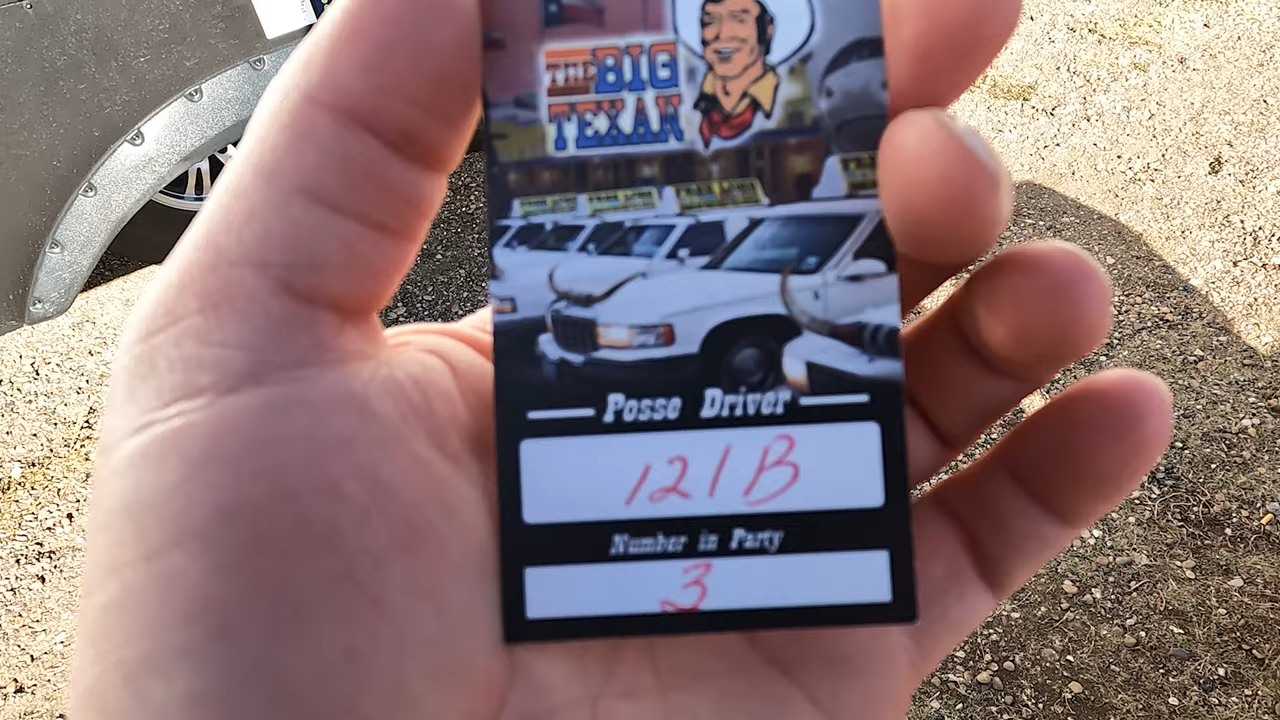 THE BIG
TEXAN
Posse Driver
121B
Number in Party
3